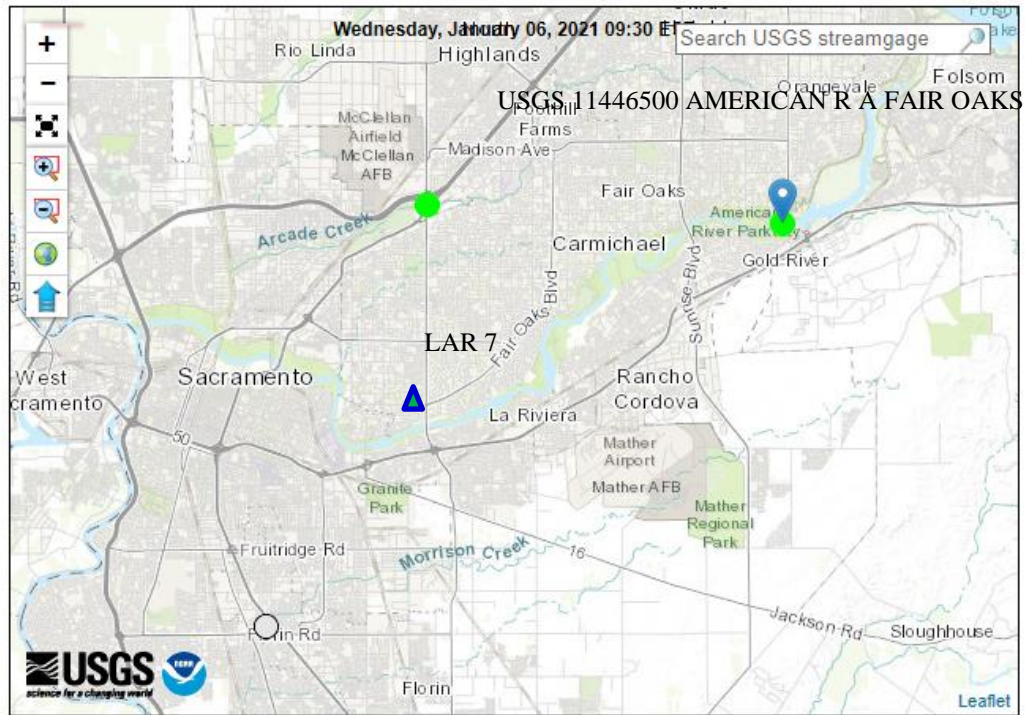 Wednesday, January 06, 2021 09:30
Search USGS streamgage
Rio Linda
Highlands
Orangevale
Folsom
USGS 11446500 AMERICAN R A FAIR OAKS
Foothill
Farms
McClellan
Airfield
McClellan
AFB
Madison Ave
Fair Oaks
American
River Parkway
Arcade Creek
Carmichael
Gold River
Fair Oaks Blvd
Sunrise Blvd
LAR 7
West
Sacramento
Rancho
Cordova
La Riviera
50
Mather
Airport
Mather AFB
Granite
Park
Mather
Regional
Park
Fruitridge Rd
Morrison Creek
16
Jackson Rd
Sloughhouse
Florin Rd
Florin
USGS
science for a changing world
Leaflet